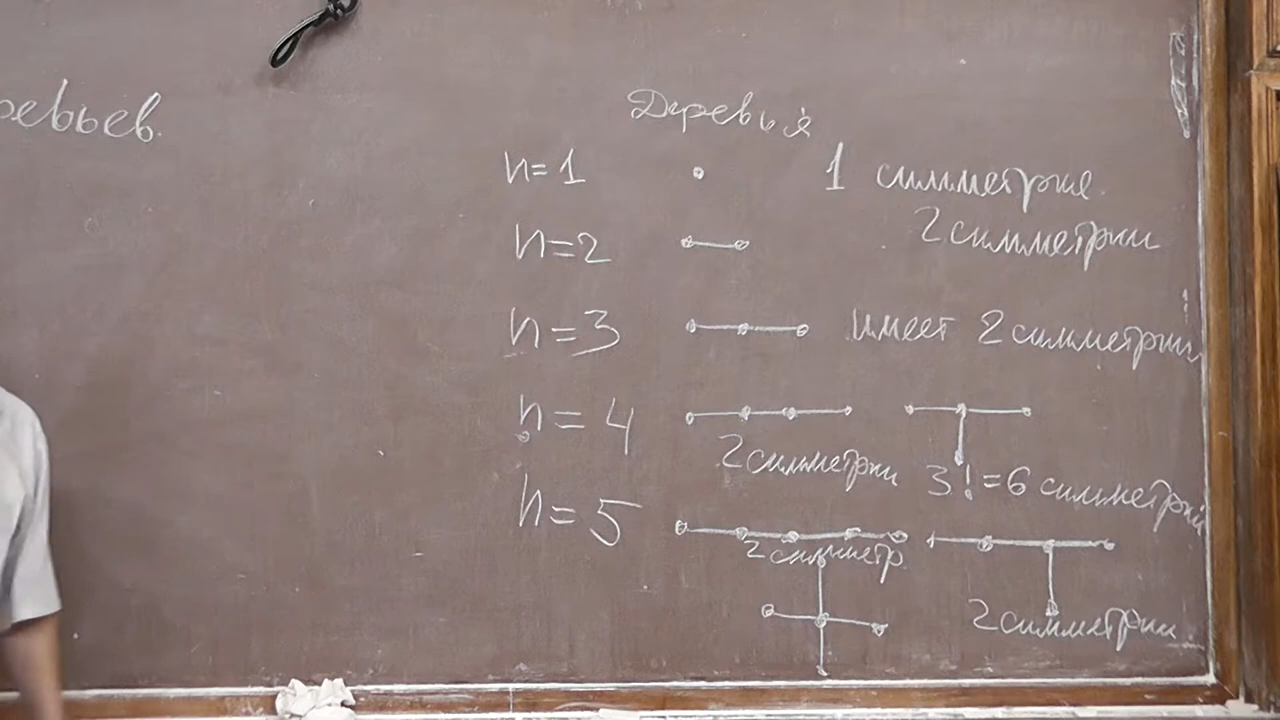 ревьев.
Деревья
n=1 1 симметрие
n=2 2 симметрии
n=3 имеет 2 симметрии
n=4
2 симметрии 3!=6 симметрий
n=5
2 симметр.
2 симметрии